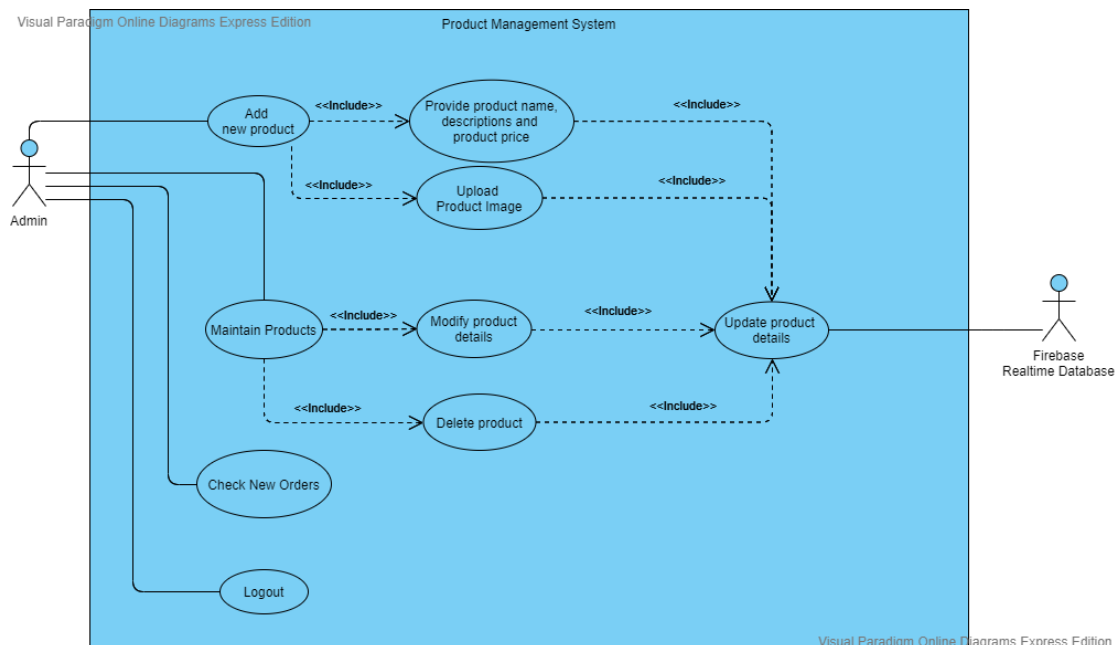 Visual Paradigm Online Diagrams Express Edition
Product Management System
Add
new product
<<Include>>
Provide product name,
descriptions and
product price
<<Include>>
<<Include>>
Upload
Product Image
<<Include>>
Admin
Maintain Products
<<Include>>
Modify product
details
<<Include>>
Update product
details
Firebase
Realtime Database
<<Include>>
Delete product
<<Include>>
Check New Orders
Logout
Visual Paradigm Online Diagrams Express Edition